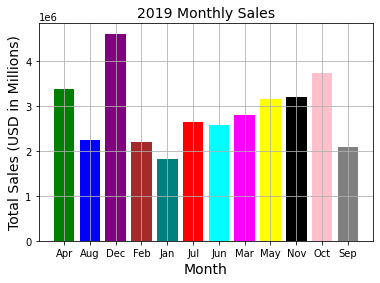 2019 Monthly Sales
1e6
Total Sales (USD in Millions)
4
3
2
1
0
Apr Aug Dec Feb Jan Jul Jun Mar May Nov Oct Sep
Month